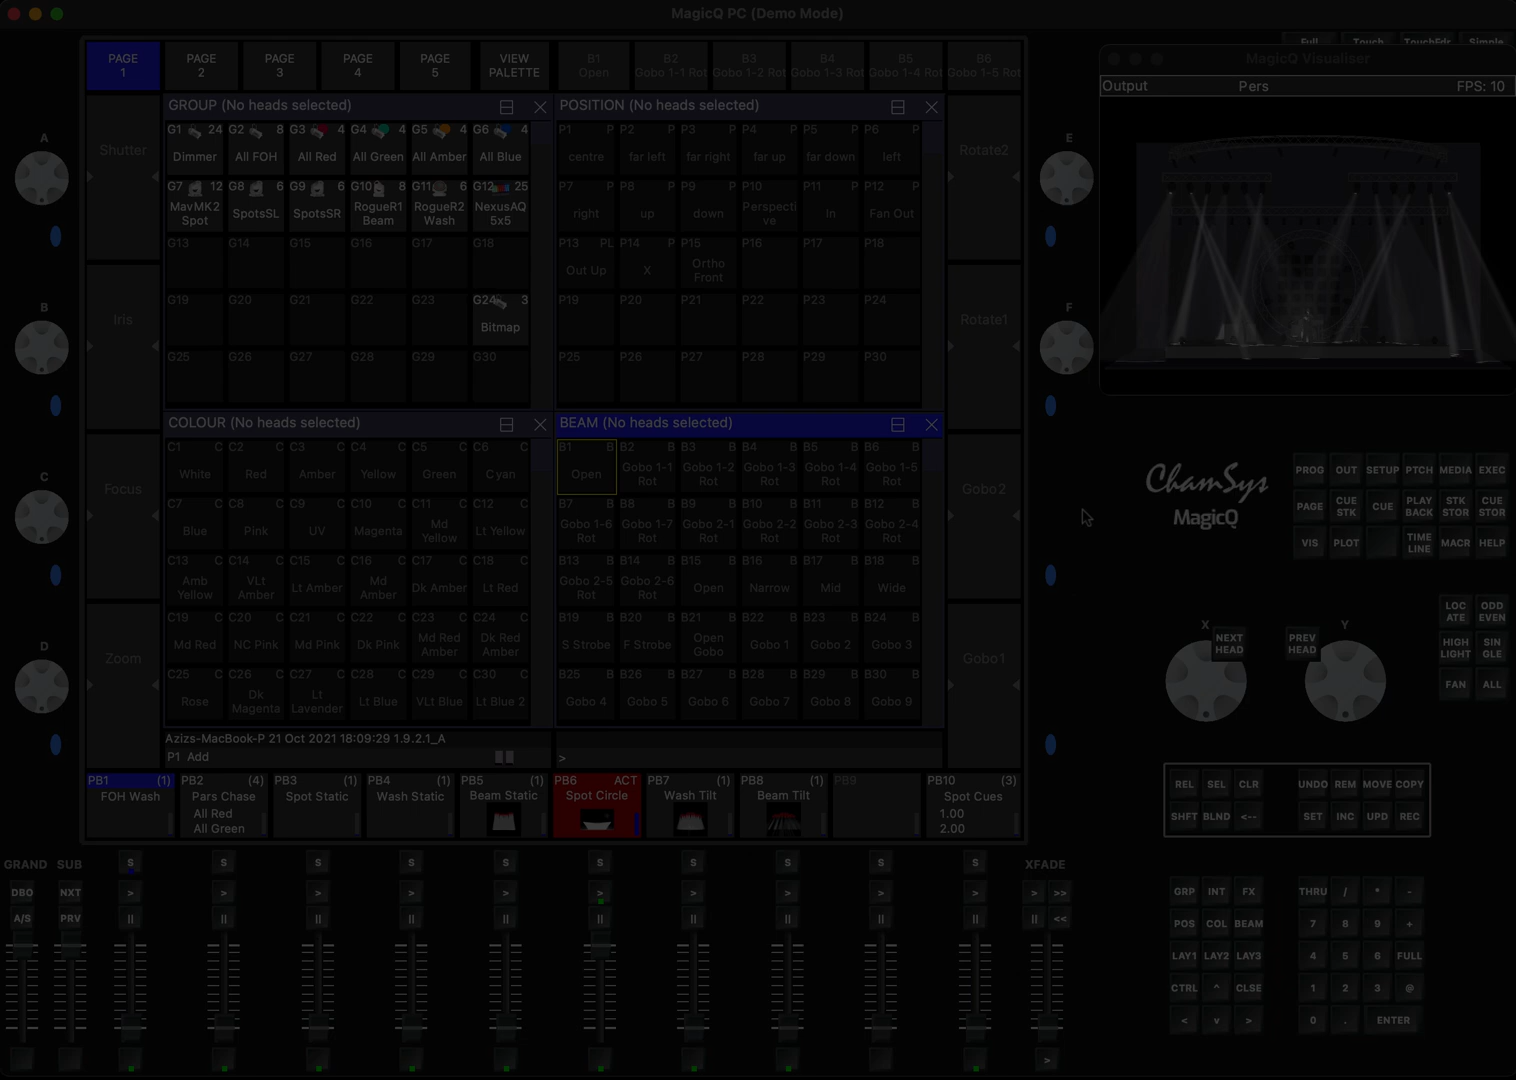 MagicQ PC (Demo Mode)
Full Touch TouchFdr Simple
PAGE 1 PAGE 2 PAGE 3 PAGE 4 PAGE 5 VIEW PALETTE
B1 Open B2 Gobo 1-1 Rot B3 Gobo 1-2 Rot B4 Gobo 1-3 Rot B5 Gobo 1-4 Rot B6 Gobo 1-5 Rot
MagicQ Visualiser
Output Pers FPS: 10
A
B
C
D
E
F
Shutter
Iris
Focus
Zoom
Rotate2
Rotate1
Gobo2
Gobo1
GROUP (No heads selected)
G1 24 G2 8 G3 4 G4 4 G5 4 G6 4
Dimmer All FOH All Red All Green All Amber All Blue
G7 12 G8 6 G9 6 G10 8 G11 6 G12 25
MavMK2 Spot SpotsSL SpotsSR RogueR1 Beam RogueR2 Wash NexusAQ 5x5
G13 G14 G15 G16 G17 G18
G19 G20 G21 G22 G23 G24 3
Bitmap
G25 G26 G27 G28 G29 G30
POSITION (No heads selected)
P1 P P2 P P3 P P4 P P5 P P6 P
centre far left far right far up far down left
P7 P P8 P P9 P P10 P P11 P P12 P
right up down Perspecti ve In Fan Out
P13 PL P14 P P15 P P16 P17 P18
Out Up X Ortho Front
P19 P20 P21 P22 P23 P24
P25 P26 P27 P28 P29 P30
COLOUR (No heads selected)
C1 C C2 C C3 C C4 C C5 C C6 C
White Red Amber Yellow Green Cyan
C7 C C8 C C9 C C10 C C11 C C12 C
Blue Pink UV Magenta Md Yellow Lt Yellow
C13 C C14 C C15 C C16 C C17 C C18 C
Amb Yellow VLt Amber Lt Amber Md Amber Dk Amber Lt Red
C19 C C20 C C21 C C22 C C23 C C24 C
Md Red NC Pink Md Pink Dk Pink Md Red Amber Dk Red Amber
C25 C C26 C C27 C C28 C C29 C C30 C
Rose Dk Magenta Lt Lavender Lt Blue VLt Blue Lt Blue 2
BEAM (No heads selected)
B1 B B2 B B3 B B4 B B5 B B6 B
Open Gobo 1-1 Rot Gobo 1-2 Rot Gobo 1-3 Rot Gobo 1-4 Rot Gobo 1-5 Rot
B7 B B8 B B9 B B10 B B11 B B12 B
Gobo 1-6 Rot Gobo 1-7 Rot Gobo 2-1 Rot Gobo 2-2 Rot Gobo 2-3 Rot Gobo 2-4 Rot
B13 B B14 B B15 B B16 B B17 B B18 B
Gobo 2-5 Rot Gobo 2-6 Rot Open Narrow Mid Wide
B19 B B20 B B21 B B22 B B23 B B24 B
S Strobe F Strobe Open Gobo Gobo 1 Gobo 2 Gobo 3
B25 B B26 B B27 B B28 B B29 B B30 B
Gobo 4 Gobo 5 Gobo 6 Gobo 7 Gobo 8 Gobo 9
Azizs-MacBook-P 21 Oct 2021 18:09:29 1.9.2.1_A
P1 Add
>
PB1 (1) PB2 (4) PB3 (1) PB4 (1) PB5 (1) PB6 ACT PB7 (1) PB8 (1) PB9 PB10 (3)
FOH Wash Pars Chase Spot Static Wash Static Beam Static Spot Circle Wash Tilt Beam Tilt Spot Cues
All Red 1.00
All Green 2.00
GRAND SUB S S S S S S S S S S XFADE
DBO NXT > > > > > > > > > > > >>
A/S PRV || || || || || || || || || || || <<
>
ChamSys
MagicQ
PROG OUT SETUP PTCH MEDIA EXEC
PAGE CUE STK CUE PLAY BACK STK STOR CUE STOR
VIS PLOT TIME LINE MACR HELP
X NEXT HEAD PREV HEAD Y
LOC ATE ODD EVEN
HIGH LIGHT SIN GLE
FAN ALL
REL SEL CLR UNDO REM MOVE COPY
SHFT BLND <-- SET INC UPD REC
GRP INT FX THRU / * -
POS COL BEAM 7 8 9 +
LAY1 LAY2 LAY3 4 5 6 FULL
CTRL ^ CLSE 1 2 3 @
< v > 0 . ENTER